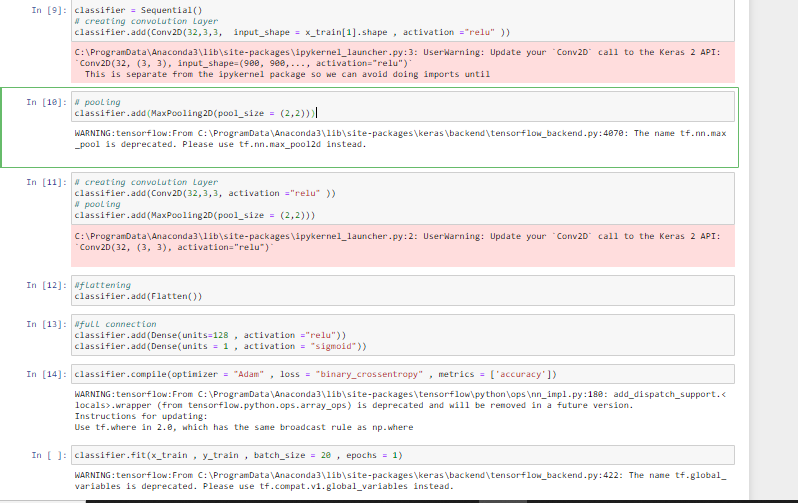 In [9]: classifier = Sequential()
# creating convolution layer
classifier.add(Conv2D(32,3,3,  input_shape = x_train[1].shape , activation ="relu" ))
C:\ProgramData\Anaconda3\lib\site-packages\ipykernel_launcher.py:3: UserWarning: Update your `Conv2D` call to the Keras 2 API:
`Conv2D(32, (3, 3), input_shape=(900, 900,..., activation="relu")`
  This is separate from the ipykernel package so we can avoid doing imports until
In [10]: # pooling
classifier.add(MaxPooling2D(pool_size = (2,2)))
WARNING:tensorflow:From C:\ProgramData\Anaconda3\lib\site-packages\keras\backend\tensorflow_backend.py:4070: The name tf.nn.max
_pool is deprecated. Please use tf.nn.max_pool2d instead.
In [11]: # creating convolution layer
classifier.add(Conv2D(32,3,3, activation ="relu" ))
# pooling
classifier.add(MaxPooling2D(pool_size = (2,2)))
C:\ProgramData\Anaconda3\lib\site-packages\ipykernel_launcher.py:2: UserWarning: Update your `Conv2D` call to the Keras 2 API:
`Conv2D(32, (3, 3), activation="relu")`
In [12]: #flattening
classifier.add(Flatten())
In [13]: #full connection
classifier.add(Dense(units=128 , activation ="relu"))
classifier.add(Dense(units = 1 , activation = "sigmoid"))
In [14]: classifier.compile(optimizer = "Adam" , loss = "binary_crossentropy" , metrics = ['accuracy'])
WARNING:tensorflow:From C:\ProgramData\Anaconda3\lib\site-packages\tensorflow\python\ops\nn_impl.py:180: add_dispatch_support.<
locals>.wrapper (from tensorflow.python.ops.array_ops) is deprecated and will be removed in a future version.
Instructions for updating:
Use tf.where in 2.0, which has the same broadcast rule as np.where
In [ ]: classifier.fit(x_train , y_train , batch_size = 20 , epochs = 1)
WARNING:tensorflow:From C:\ProgramData\Anaconda3\lib\site-packages\keras\backend\tensorflow_backend.py:422: The name tf.global_
variables is deprecated. Please use tf.compat.v1.global_variables instead.